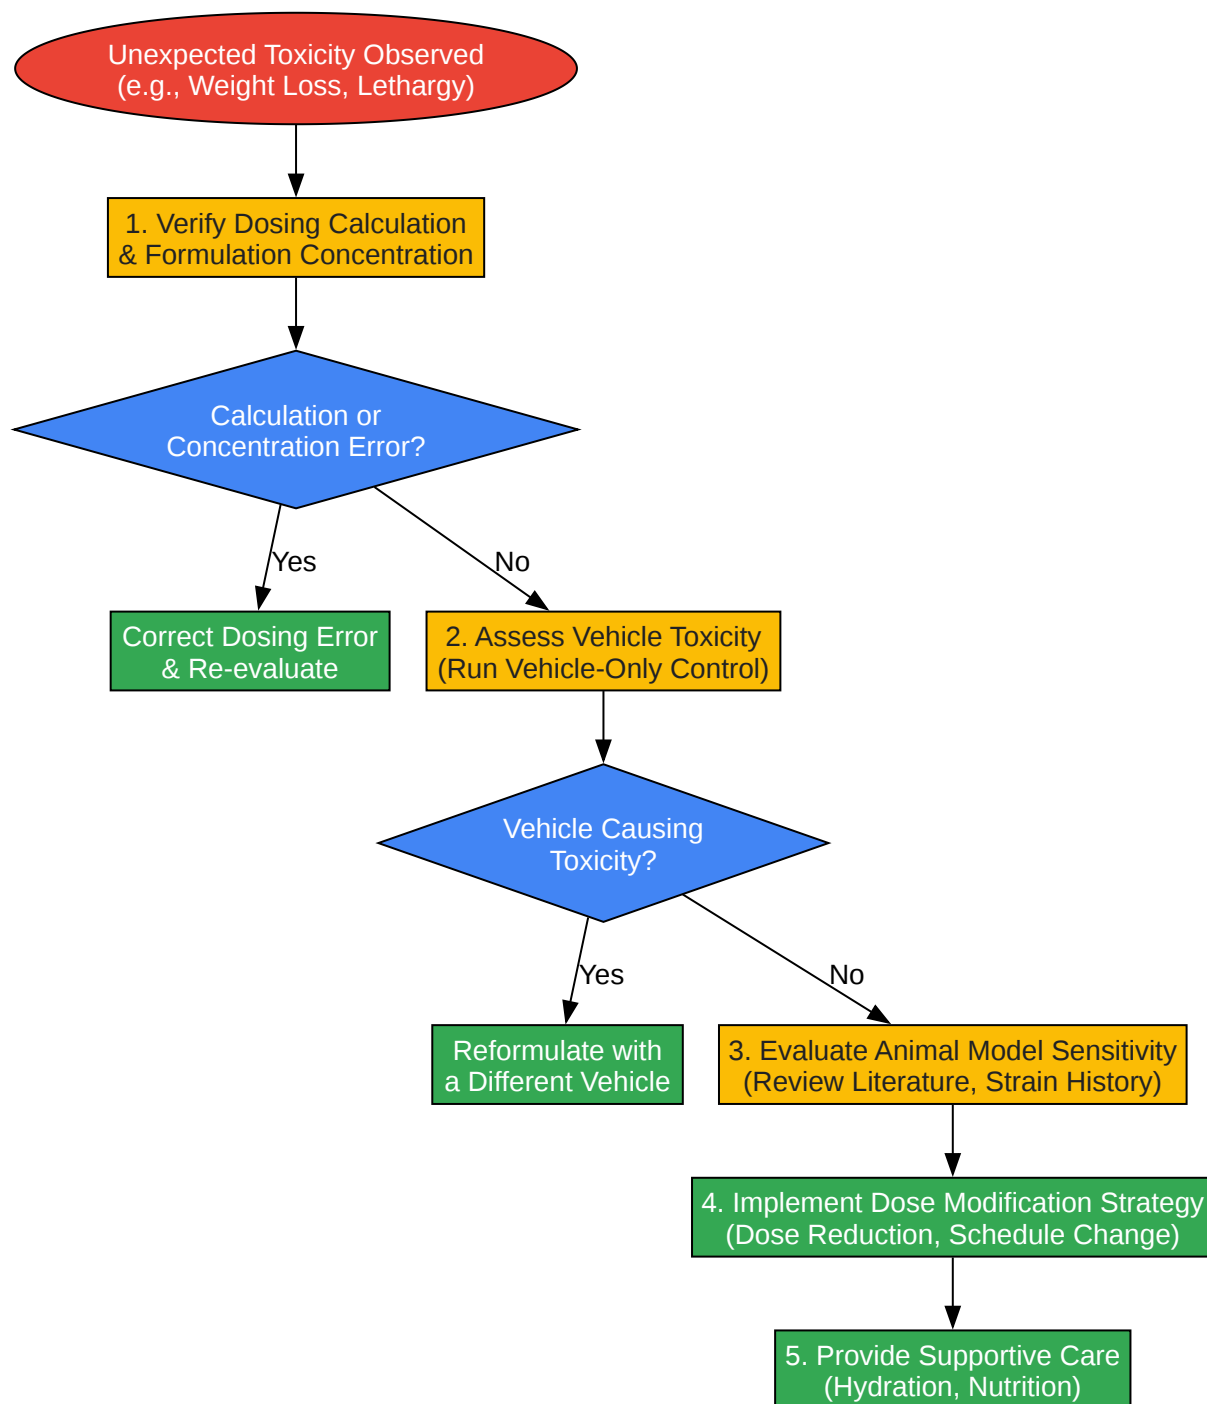 Unexpected Toxicity Observed
(e.g., Weight Loss, Lethargy)
1. Verify Dosing Calculation
& Formulation Concentration
Calculation or
Concentration Error?
Yes
No
Correct Dosing Error
& Re-evaluate
2. Assess Vehicle Toxicity
(Run Vehicle-Only Control)
Vehicle Causing
Toxicity?
Yes
No
Reformulate with
a Different Vehicle
3. Evaluate Animal Model Sensitivity
(Review Literature, Strain History)
4. Implement Dose Modification Strategy
(Dose Reduction, Schedule Change)
5. Provide Supportive Care
(Hydration, Nutrition)